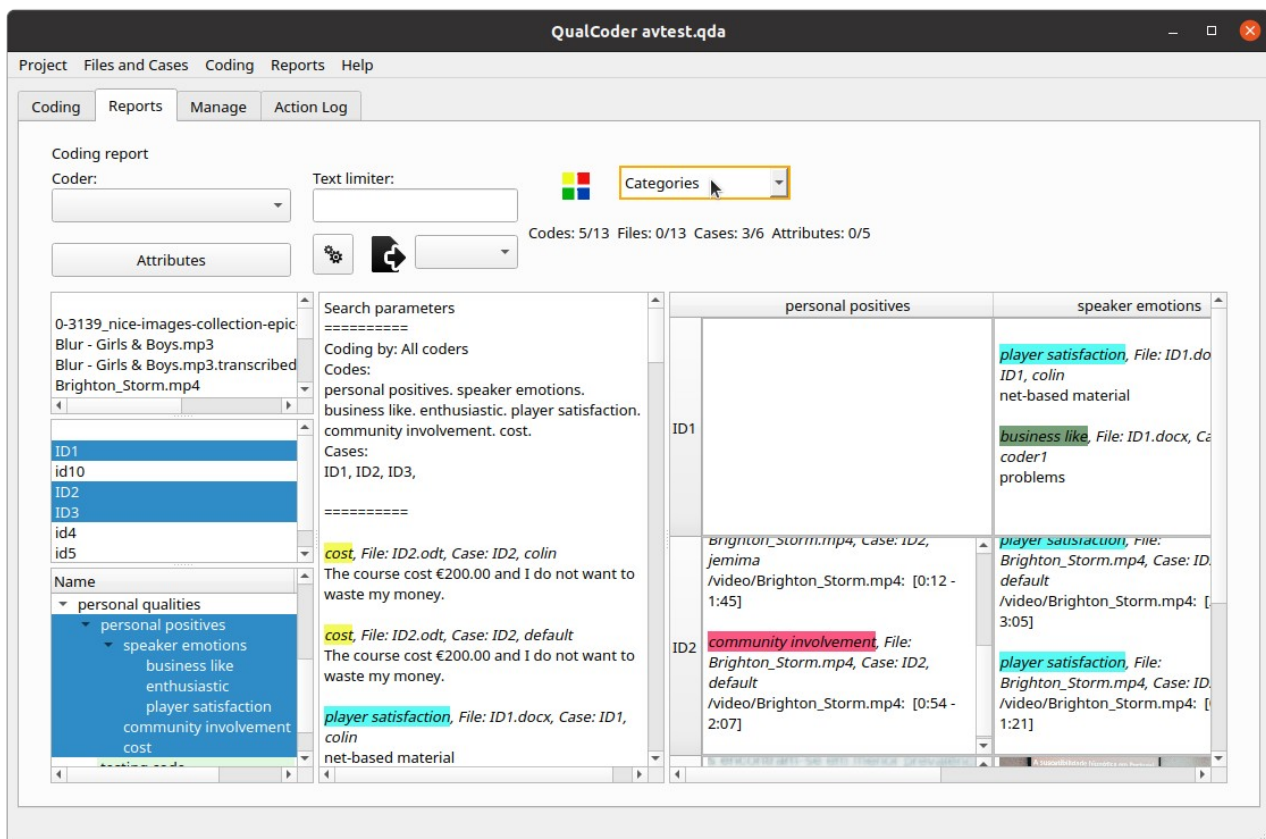 QualCoder avtest.qda
Project Files and Cases Coding Reports Help
Coding Reports Manage Action Log
Coding report
Coder:
Text limiter:
Categories
Codes: 5/13 Files: 0/13 Cases: 3/6 Attributes: 0/5
Attributes
0-3139_nice-images-collection-epic-
Blur - Girls & Boys.mp3
Blur - Girls & Boys.mp3.transcribed
Brighton_Storm.mp4
ID1
id10
ID2
ID3
id4
id5
Name
personal qualities
personal positives
speaker emotions
business like
enthusiastic
player satisfaction
community involvement
cost
testing code
Search parameters
==========
Coding by: All coders
Codes:
personal positives. speaker emotions.
business like. enthusiastic. player satisfaction.
community involvement. cost.
Cases:
ID1, ID2, ID3,
==========
cost, File: ID2.odt, Case: ID2, colin
The course cost €200.00 and I do not want to
waste my money.
cost, File: ID2.odt, Case: ID2, default
The course cost €200.00 and I do not want to
waste my money.
player satisfaction, File: ID1.docx, Case: ID1,
colin
net-based material
personal positives
speaker emotions
ID1
player satisfaction, File: ID1.do
ID1, colin
net-based material
business like, File: ID1.docx, Ca
coder1
problems
ID2
Brighton_Storm.mp4, Case: ID2,
jemima
/video/Brighton_Storm.mp4: [0:12 -
1:45]
community involvement, File:
Brighton_Storm.mp4, Case: ID2,
default
/video/Brighton_Storm.mp4: [0:54 -
2:07]
player satisfaction, File:
Brighton_Storm.mp4, Case: ID
default
/video/Brighton_Storm.mp4: [
3:05]
player satisfaction, File:
Brighton_Storm.mp4, Case: ID
/video/Brighton_Storm.mp4: [
1:21]